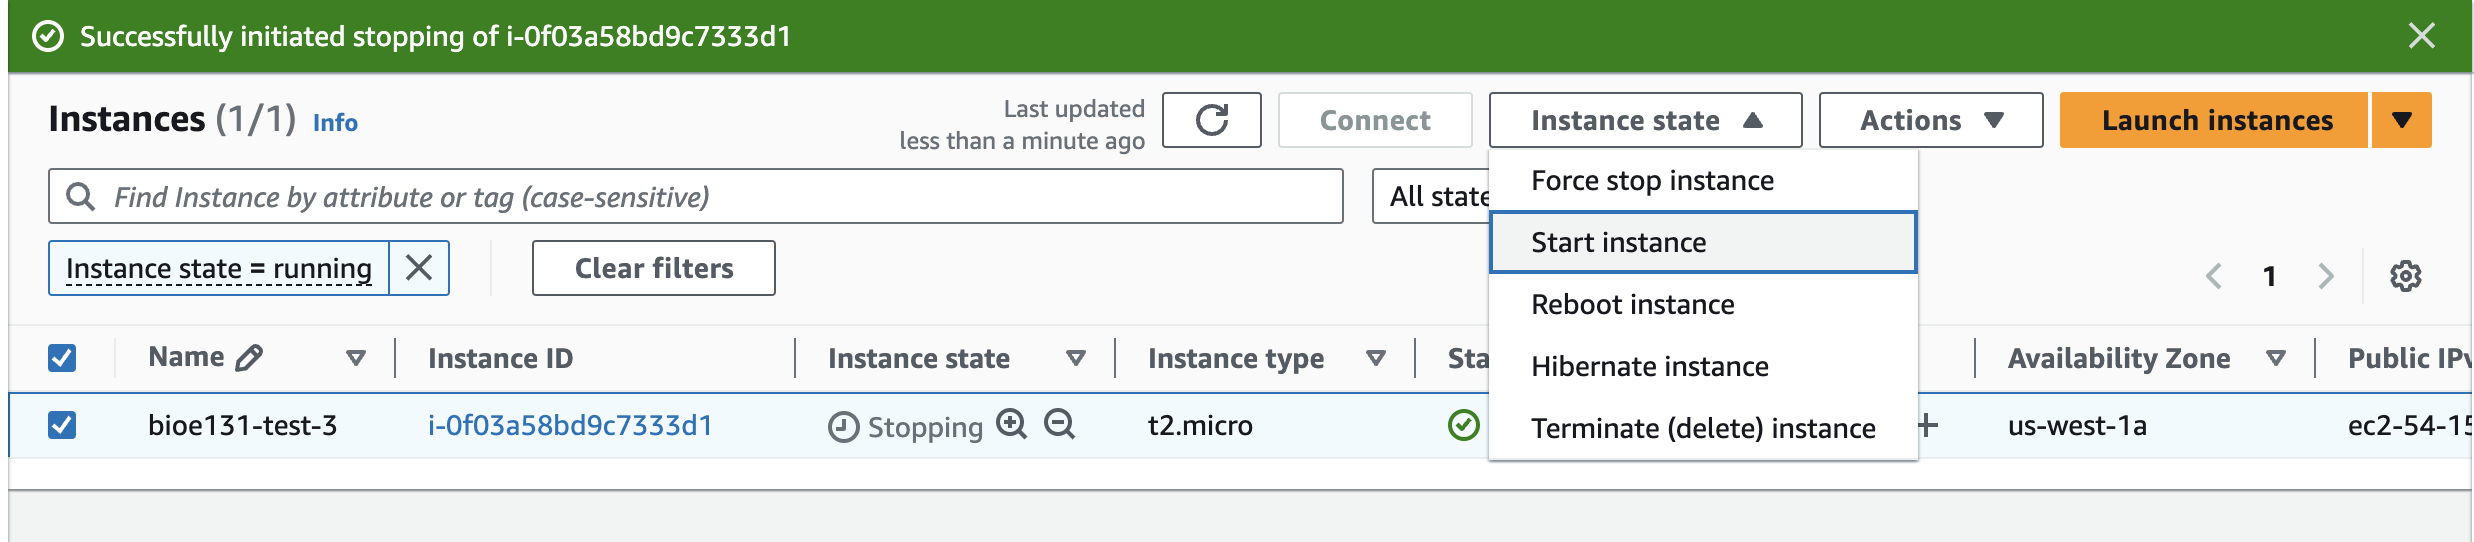 Successfully initiated stopping of i-0f03a58bd9c7333d1
Instances (1/1) Info
Last updated
less than a minute ago
Connect
Instance state
Actions
Launch instances
Force stop instance
Start instance
Reboot instance
Hibernate instance
Terminate (delete) instance
Find Instance by attribute or tag (case-sensitive)
All state
Instance state = running
Clear filters
1
Name Instance ID Instance state Instance type Sta Availability Zone Public IPv
bioe131-test-3 i-0f03a58bd9c7333d1 Stopping t2.micro + us-west-1a ec2-54-15